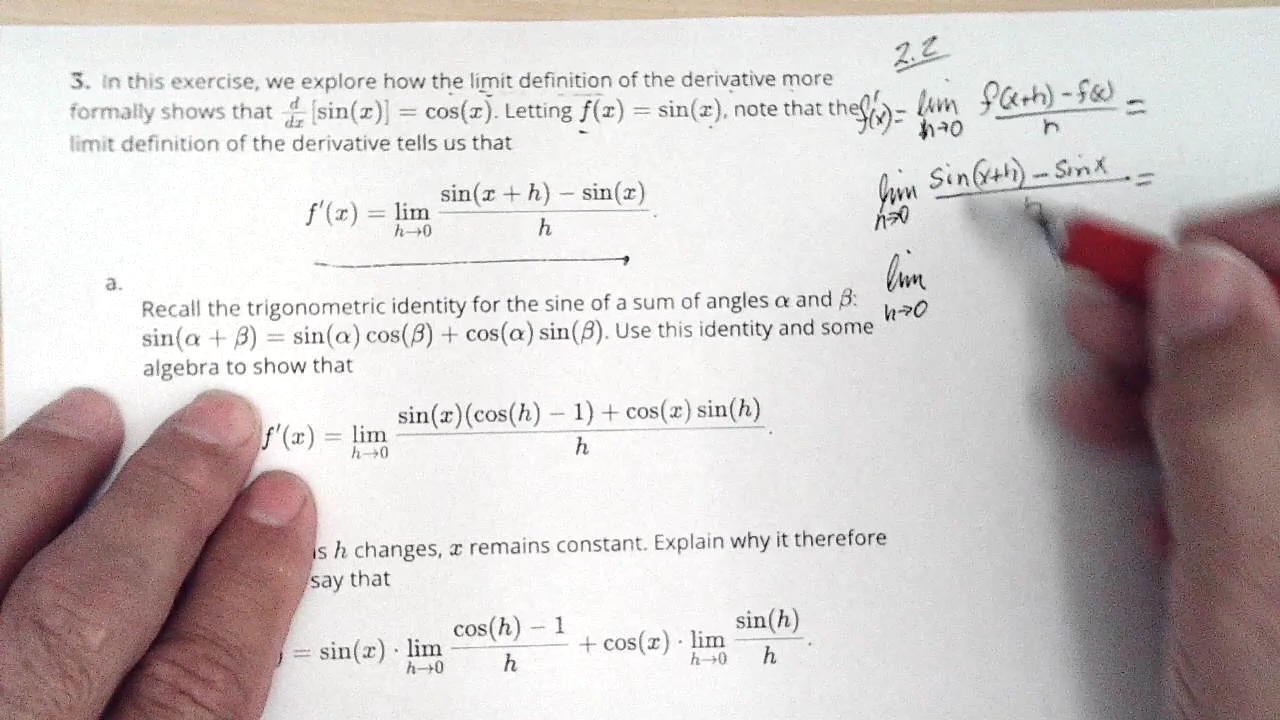 2.2
3. In this exercise, we explore how the limit definition of the derivative more
formally shows that d/dx [sin(x)] = cos(x). Letting f(x) = sin(x), note that the
limit definition of the derivative tells us that
f'(x) = lim h→0 f(x+h) – f(x) / h =
f′(x) = lim h→0 sin(x + h) − sin(x) / h .
lim h→0 sin(x+h) – sin x / h =
lim h→0
a.
Recall the trigonometric identity for the sine of a sum of angles α and β:
sin(α + β) = sin(α) cos(β) + cos(α) sin(β). Use this identity and some
algebra to show that
f′(x) = lim h→0 sin(x)(cos(h) − 1) + cos(x) sin(h) / h .
h changes, x remains constant. Explain why it therefore
say that
= sin(x) · lim h→0 cos(h) − 1 / h + cos(x) · lim h→0 sin(h) / h .